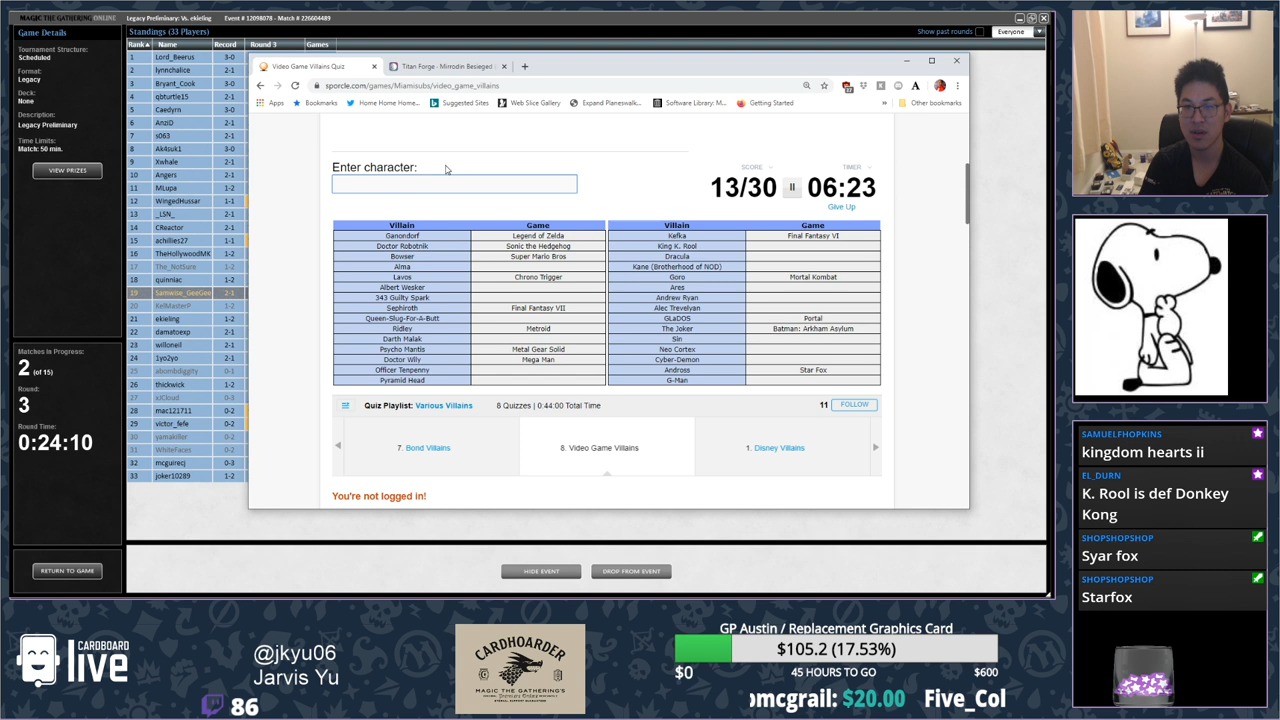 MAGIC THE GATHERING ONLINE
Legacy Preliminary: Vs. ekiefling Event # 12098078 - Match # 226604489
Game Details
Tournament Structure:
Scheduled
Format:
Legacy
Deck:
None
Description:
Legacy Preliminary
Time Limits:
Match: 50 min.
VIEW PRIZES
Matches in Progress:
2 (of 15)
Round:
3
Round Time:
0:24:10
RETURN TO GAME
Standings (33 Players)
Show past rounds
Everyone
Rank Name Record Round 3 Games
1 Lord_Beerus 3-0
2 lynnchalice 2-1
3 Bryant_Cook 3-0
4 qbturtle15 2-1
5 Caedyrn 3-0
6 AnziD 2-1
7 s063 2-1
8 Ak4suk1 3-0
9 Xwhale 2-1
10 Angers 2-1
11 MLupa 1-2
12 WingedHussar 1-1
13 _LSN_ 2-1
14 CReactor 2-1
15 achillies27 1-1
16 TheHollywoodMK 1-2
17 The_NotSure 1-2
18 quinniac 1-2
19 Samwise_GeeGee 2-1
20 KelMasterP 1-2
21 ekiefling 1-2
22 damatoexp 2-1
23 willoneil 2-1
24 1yo2yo 2-1
25 abombdiggity 0-1
26 thickwick 1-2
27 xJCloud 0-3
28 mac121711 0-2
29 victor_fefe 0-2
30 yamakiller 0-2
31 WhiteFaces 0-2
32 mcguirecj 0-3
33 joker10289 1-2
Video Game Villains Quiz
Titan Forge - Mirrodin Besieged
sporcle.com/games/Miamisubs/video_game_villains
Apps Bookmarks Home Home Home... Suggested Sites Web Slice Gallery Expand Planeswalk... Software Library: M... Getting Started » Other bookmarks
Enter character:
SCORE
13/30
TIMER
06:23
Give Up
Villain Game Villain Game
Ganondorf Legend of Zelda Kefka Final Fantasy VI
Doctor Robotnik Sonic the Hedgehog King K. Rool
Bowser Super Mario Bros Dracula
Alma Kane (Brotherhood of NOD)
Lavos Chrono Trigger Goro Mortal Kombat
Albert Wesker Ares
343 Guilty Spark Andrew Ryan
Sephiroth Final Fantasy VII Alec Trevelyan
Queen-Slug-For-A-Butt GLaDOS Portal
Ridley Metroid The Joker Batman: Arkham Asylum
Darth Malak Sin
Psycho Mantis Metal Gear Solid Neo Cortex
Doctor Wily Mega Man Cyber-Demon
Officer Tenpenny Andross Star Fox
Pyramid Head G-Man
Quiz Playlist: Various Villains 8 Quizzes | 0:44:00 Total Time
11 FOLLOW
7. Bond Villains 8. Video Game Villains 1. Disney Villains
You're not logged in!
HIDE EVENT
DROP FROM EVENT
SAMUELFHOPKINS
kingdom hearts ii
EL_DURN
K. Rool is def Donkey
Kong
SHOPSHOPSHOP
Syar fox
SHOPSHOPSHOP
Starfox
CARDBOARD
live
@jkyu06
Jarvis Yu
86
CARDHOARDER
MAGIC THE GATHERING'S
GP Austin / Replacement Graphics Card
$105.2 (17.53%)
$0
45 HOURS TO GO
$600
omcgrail: $20.00 Five_Col